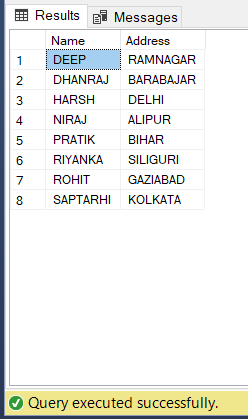 Results Messages
Name Address
1 DEEP RAMNAGAR
2 DHANRAJ BARABAJAR
3 HARSH DELHI
4 NIRAJ ALIPUR
5 PRATIK BIHAR
6 RIYANKA SILIGURI
7 ROHIT GAZIABAD
8 SAPTARHI KOLKATA
Query executed successfully.